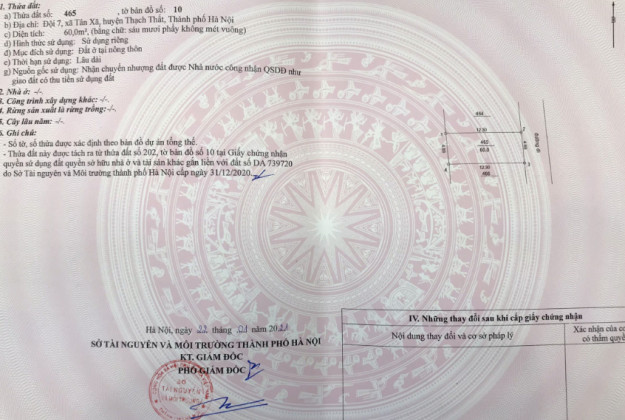 1. Thửa đất:
a) Thửa đất số: 465 , tờ bản đồ số: 10
b) Địa chỉ: Đội 7, xã Tân Xã, huyện Thạch Thất, Thành phố Hà Nội
c) Diện tích: 60,0m², (bằng chữ: sáu mươi phẩy không mét vuông)
d) Hình thức sử dụng: Sử dụng riêng
đ) Mục đích sử dụng: Đất ở tại nông thôn
e) Thời hạn sử dụng: Lâu dài
g) Nguồn gốc sử dụng: Nhận chuyển nhượng đất được Nhà nước công nhận QSDĐ như
giao đất có thu tiền sử dụng đất
2. Nhà ở: -/-
3. Công trình xây dựng khác: -/-
4. Rừng sản xuất là rừng trồng: -/-
5. Cây lâu năm: -/-
6. Ghi chú:
- Số tờ, số thửa được xác định theo bản đồ dự án tổng thể.
- Thửa đất này được tách ra từ thửa đất số 202, tờ bản đồ số 10 tại Giấy chứng nhận
quyền sử dụng đất quyền sở hữu nhà ở và tài sản khác gắn liền với đất số DA 739720
do Sở Tài nguyên và Môi trường thành phố Hà Nội cấp ngày 31/12/2020.
464
465
60,0
466
Hà Nội, ngày 22 tháng 01 năm 2021
SỞ TÀI NGUYÊN VÀ MÔI TRƯỜNG THÀNH PHỐ HÀ NỘI
KT. GIÁM ĐỐC
PHÓ GIÁM ĐỐC
SỞ
TÀI NGUYÊN
IV. Những thay đổi sau khi cấp giấy chứng nhận
Nội dung thay đổi và cơ sở pháp lý
Xác nhận của cơ
có thẩm quyề